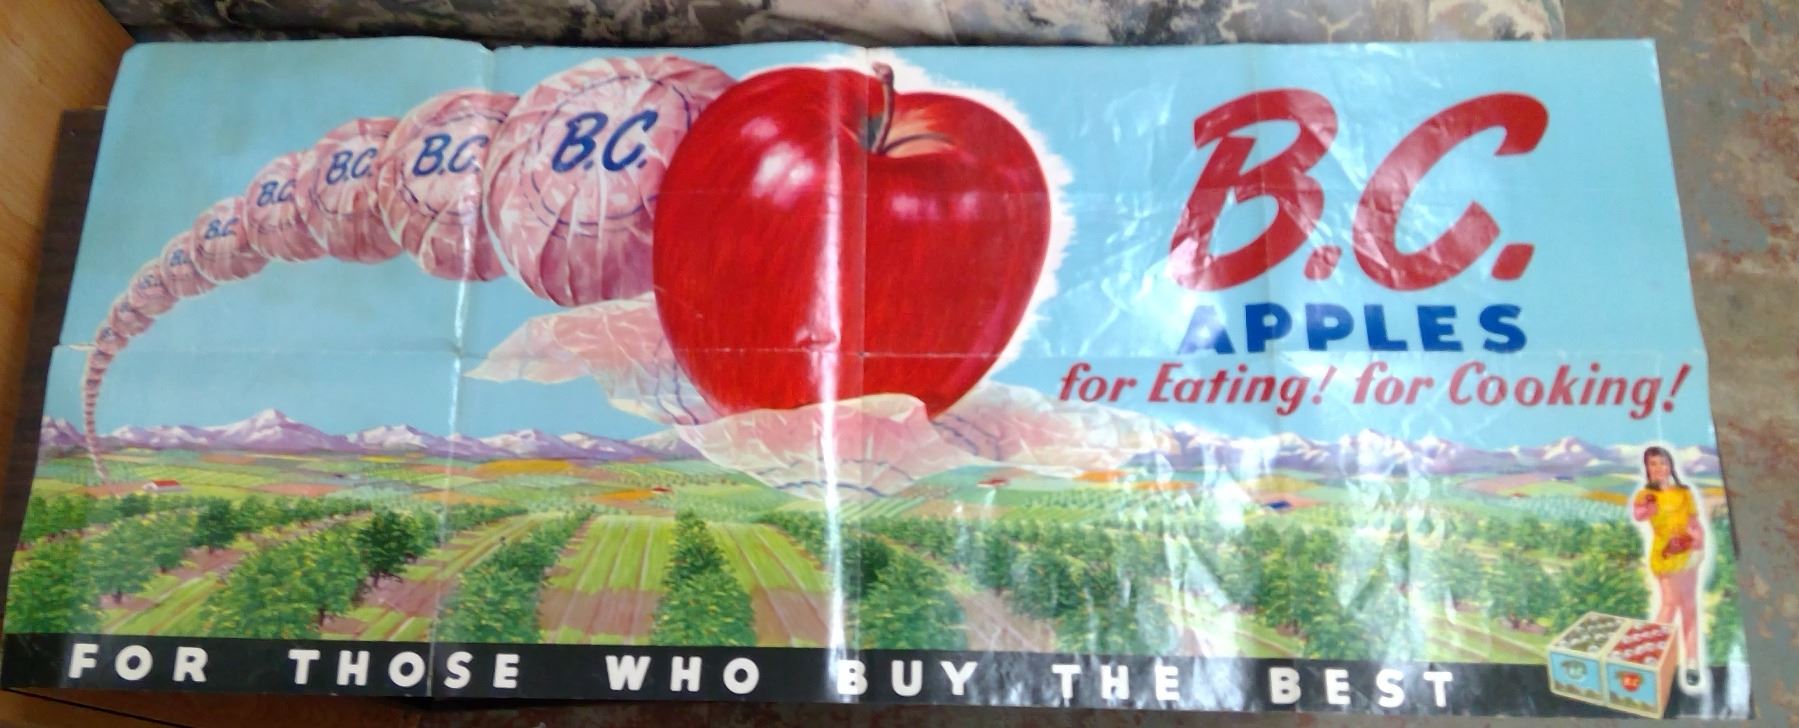 B.C.
B.C.
B.C.
B.C.
B.C.
B.C.
B.C.
APPLES
for Eating! for Cooking!
FOR THOSE WHO BUY THE BEST
B.C.